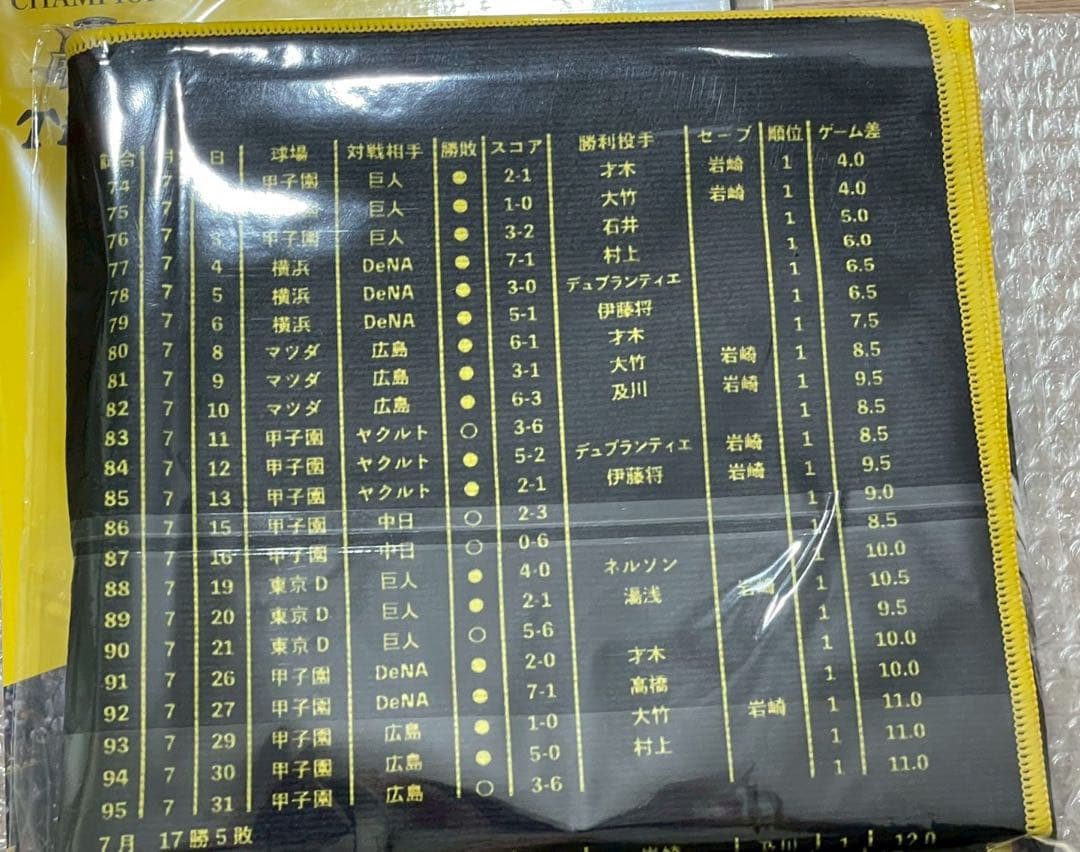 CHAMPIO
試合 月 日 球場 対戦相手 勝敗 スコア 勝利投手 セーブ 順位 ゲーム差
74 7 甲子園 巨人 ● 2-1 才木 岩崎 1 4.0
75 7 巨人 ● 1-0 大竹 岩崎 1 4.0
76 7 3 甲子園 巨人 ● 3-2 石井 1 5.0
77 7 4 横浜 DeNA ● 7-1 村上 1 6.0
78 7 5 横浜 DeNA ● 3-0 デュプランティエ 1 6.5
79 7 6 横浜 DeNA ● 5-1 伊藤将 1 6.5
80 7 8 マツダ 広島 ● 6-1 才木 1 7.5
81 7 9 マツダ 広島 ● 3-1 大竹 岩崎 1 8.5
82 7 10 マツダ 広島 ● 6-3 及川 岩崎 1 9.5
83 7 11 甲子園 ヤクルト ○ 3-6 1 8.5
84 7 12 甲子園 ヤクルト ● 5-2 デュプランティエ 岩崎 1 8.5
85 7 13 甲子園 ヤクルト ● 2-1 伊藤将 岩崎 1 9.5
86 7 15 甲子園 中日 ○ 2-3 1 9.0
87 7 16 甲子園 中日 ○ 0-6 1 8.5
88 7 19 東京D 巨人 ● 4-0 ネルソン 1 10.0
89 7 20 東京D 巨人 ● 2-1 湯浅 岩崎 1 10.5
90 7 21 東京D 巨人 ○ 5-6 1 9.5
91 7 26 甲子園 DeNA ● 2-0 才木 1 10.0
92 7 27 甲子園 DeNA ● 7-1 高橋 1 10.0
93 7 29 甲子園 広島 ● 1-0 大竹 岩崎 1 11.0
94 7 30 甲子園 広島 ● 5-0 村上 1 11.0
95 7 31 甲子園 広島 ○ 3-6 1 11.0
7月 17勝5敗
岩崎 1 12.0